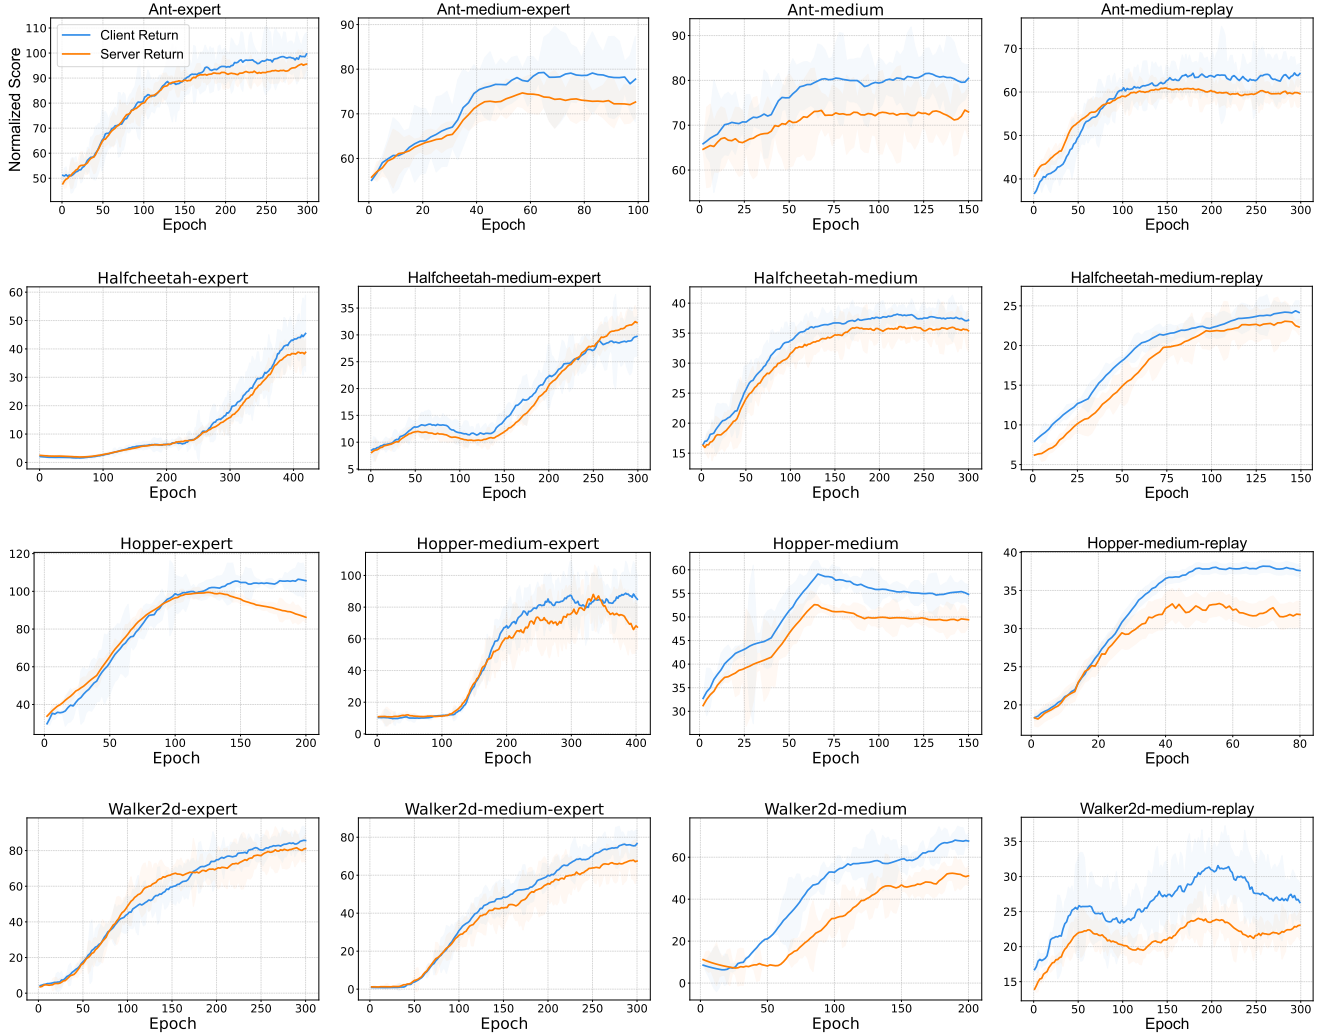 Ant-expert
Ant-medium-expert
Ant-medium
Ant-medium-replay
Normalized Score
Client Return
Server Return
110
100
90
80
70
60
50
0 50 100 150 200 250 300
Epoch
90
80
70
60
0 20 40 60 80 100
Epoch
90
80
70
60
0 25 50 75 100 125 150
Epoch
70
60
50
40
0 50 100 150 200 250 300
Epoch
Halfcheetah-expert
Halfcheetah-medium-expert
Halfcheetah-medium
Halfcheetah-medium-replay
60
50
40
30
20
10
0
0 100 200 300 400
Epoch
35
30
25
20
15
10
5
0 50 100 150 200 250 300
Epoch
40
35
30
25
20
15
0 50 100 150 200 250 300
Epoch
25
20
15
10
5
0 25 50 75 100 125 150
Epoch
Hopper-expert
Hopper-medium-expert
Hopper-medium
Hopper-medium-replay
120
100
80
60
40
0 50 100 150 200
Epoch
100
80
60
40
20
0
0 100 200 300 400
Epoch
60
55
50
45
40
35
30
0 25 50 75 100 125 150
Epoch
40
35
30
25
20
0 20 40 60 80
Epoch
Walker2d-expert
Walker2d-medium-expert
Walker2d-medium
Walker2d-medium-replay
80
60
40
20
0
0 50 100 150 200 250 300
Epoch
80
60
40
20
0
0 50 100 150 200 250 300
Epoch
60
40
20
0
0 50 100 150 200
Epoch
35
30
25
20
15
0 50 100 150 200 250 300
Epoch